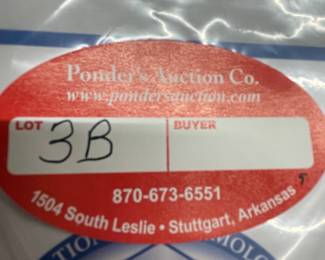 Ponder's Auction Co.
www.pondersauction.com
LOT 3B BUYER
870-673-6551
1504 South Leslie • Stuttgart, Arkansas